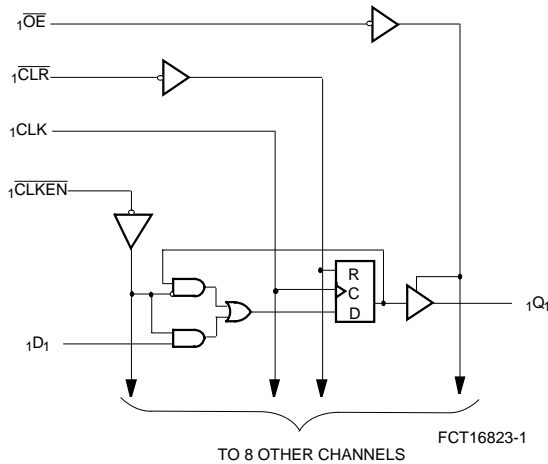 1OE
1CLR
1CLK
1CLKEN
R
C
D
1Q1
1D1
FCT16823-1
TO 8 OTHER CHANNELS